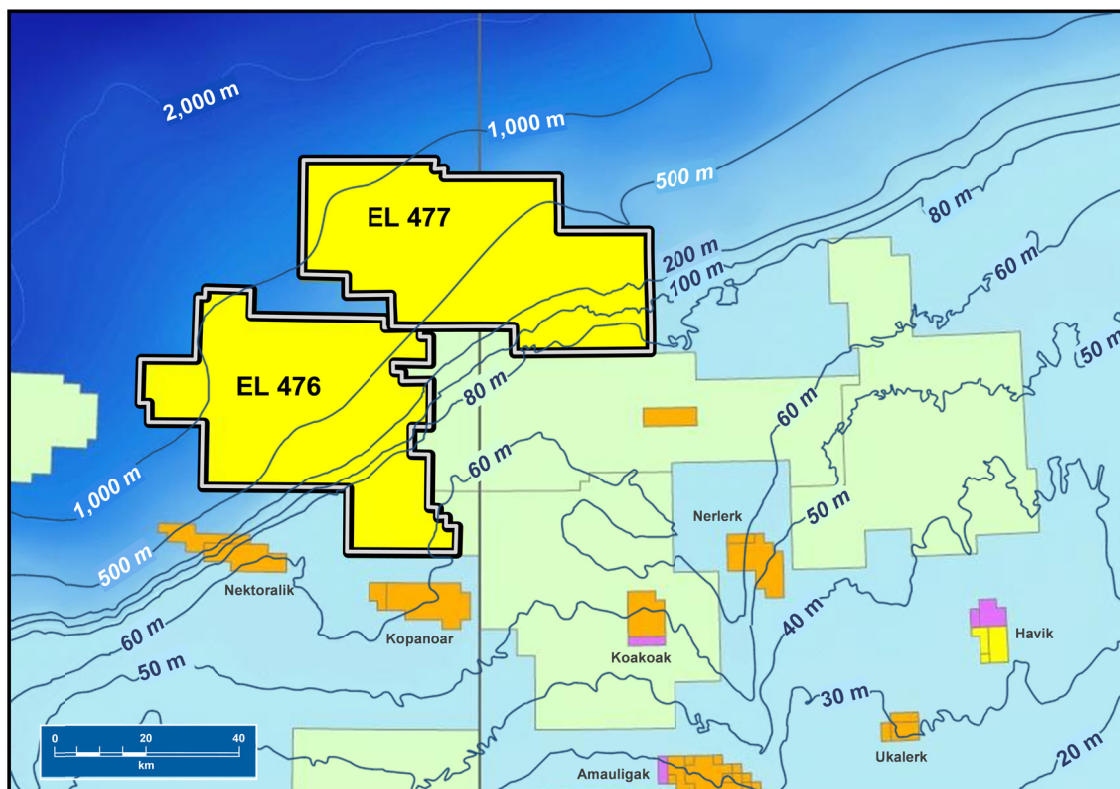 2,000 m
1,000 m
500 m
EL 477
80 m
200 m
60 m
100 m
50 m
EL 476
80 m
60 m
60 m
1,000 m
50 m
Nerlerk
500 m
Nektoralik
40 m
Kopanoar
60 m
Havik
Koakoak
50 m
30 m
0 20 40
km
Ukalerk
20 m
Amauligak